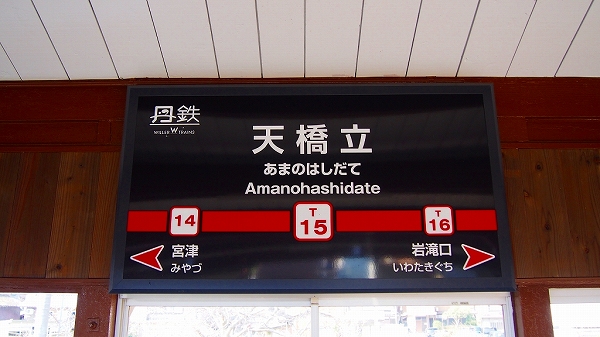 丹鉄
WILLER TRAINS
天橋立
あまのはしだて
Amanohashidate
14
T
15
T
16
宮津
みやづ
岩滝口
いわたきぐち